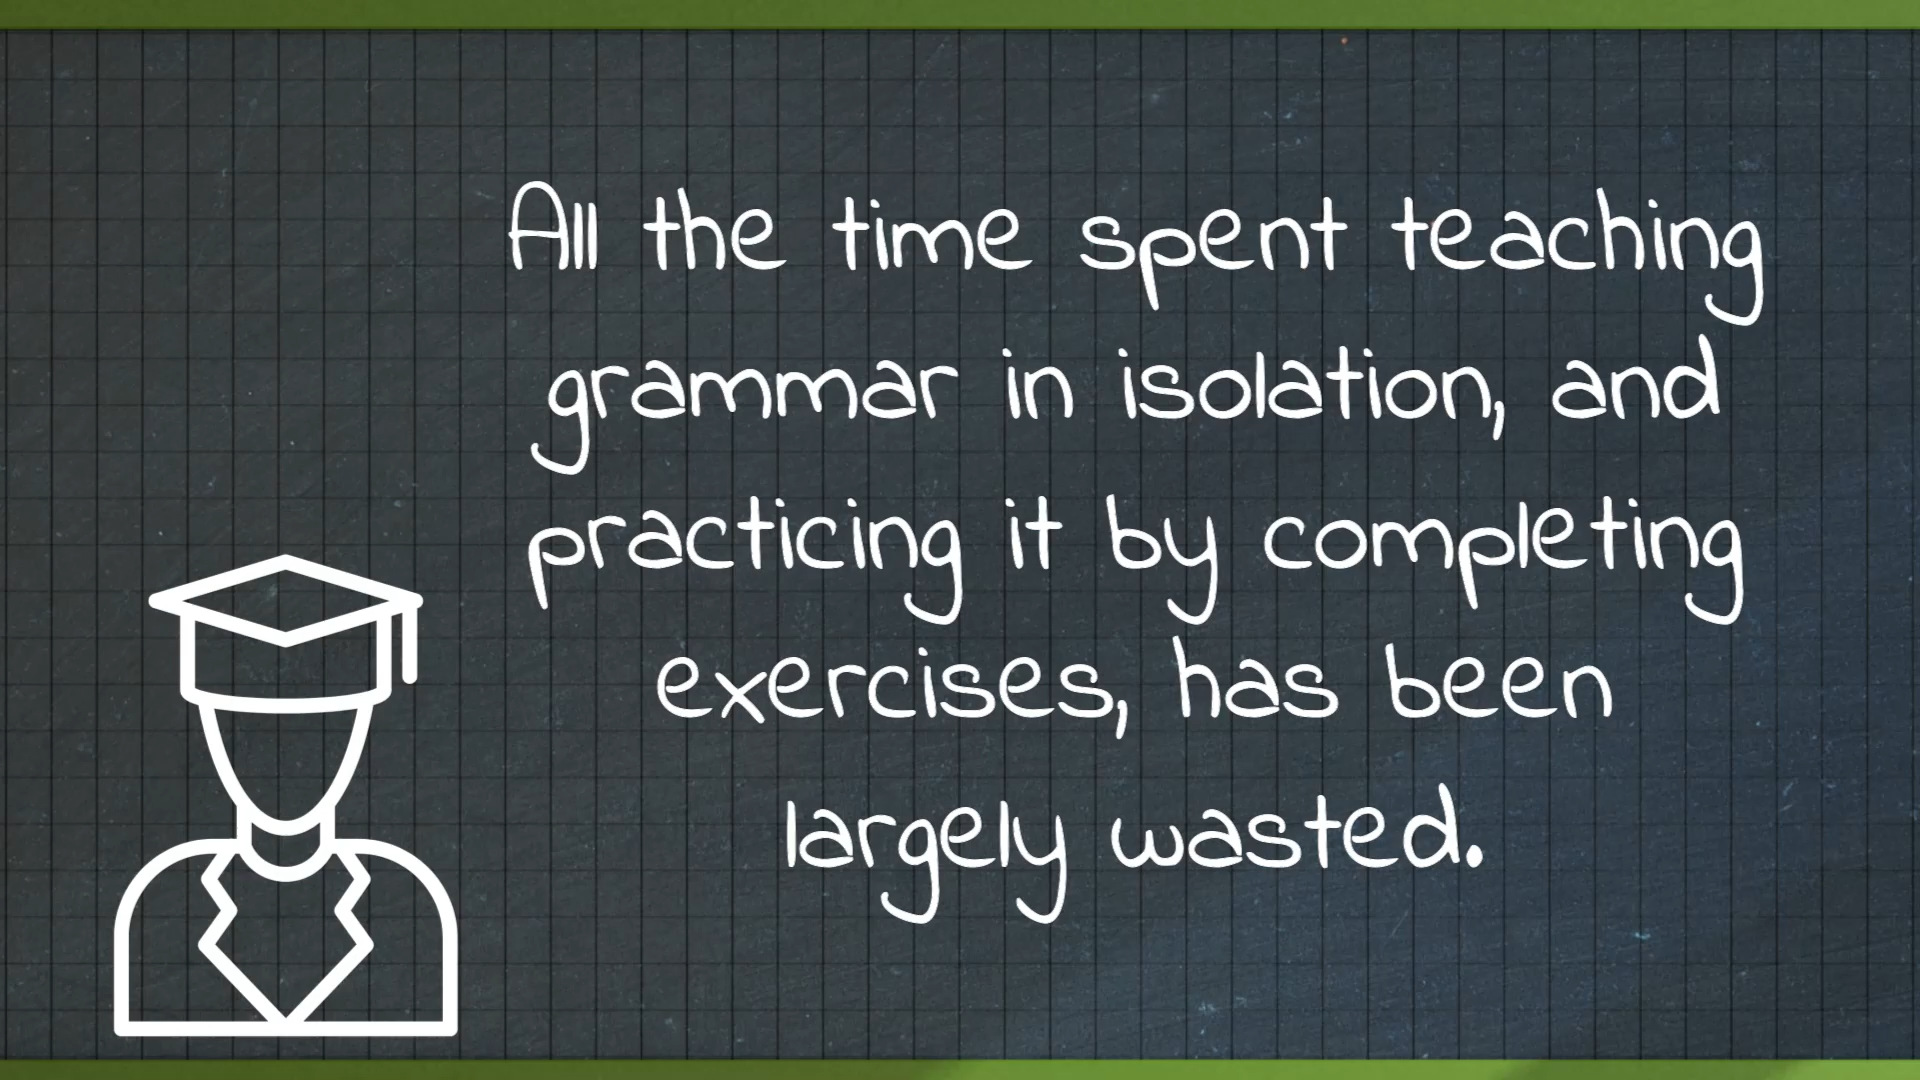 All the time spent teaching
grammar in isolation, and
practicing it by completing
exercises, has been
largely wasted.